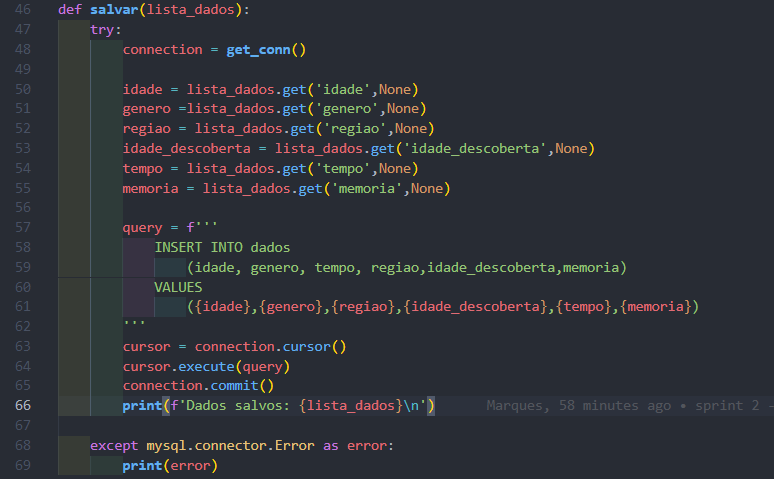 46 def salvar(lista_dados):
47 try:
48 connection = get_conn()
49
50 idade = lista_dados.get('idade',None)
51 genero =lista_dados.get('genero',None)
52 regiao = lista_dados.get('regiao',None)
53 idade_descoberta = lista_dados.get('idade_descoberta',None)
54 tempo = lista_dados.get('tempo',None)
55 memoria = lista_dados.get('memoria',None)
56
57 query = f'''
58 INSERT INTO dados
59 (idade, genero, tempo, regiao,idade_descoberta,memoria)
60 VALUES
61 ({idade},{genero},{regiao},{idade_descoberta},{tempo},{memoria})
62 '''
63 cursor = connection.cursor()
64 cursor.execute(query)
65 connection.commit()
66 print(f'Dados salvos: {lista_dados}\n') Marques, 58 minutes ago • sprint 2 -
67
68 except mysql.connector.Error as error:
69 print(error)